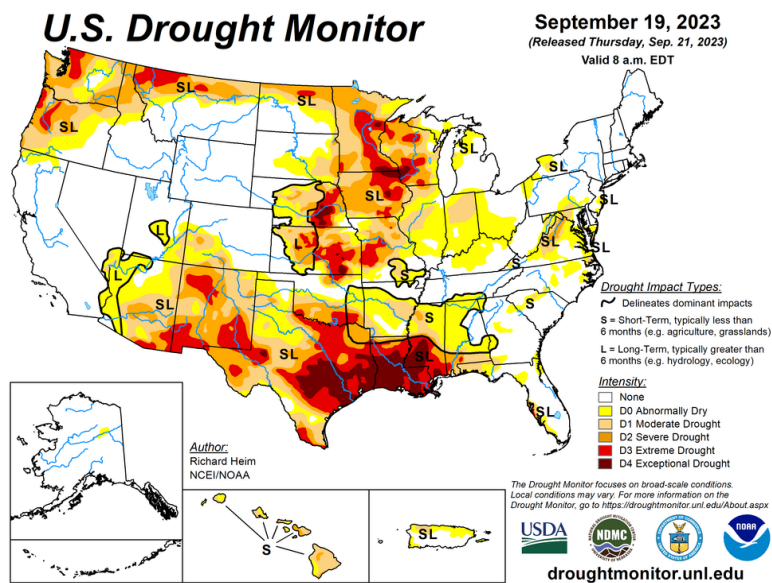 U.S. Drought Monitor
September 19, 2023
(Released Thursday, Sep. 21, 2023)
Valid 8 a.m. EDT
SL
SL
SL
SL
SL
SL
SL
SL
SL
L
L
L
S
S
S
S
SL
SL
SL
SL
Drought Impact Types:
Delineates dominant impacts
S = Short-Term, typically less than
6 months (e.g. agriculture, grasslands)
L = Long-Term, typically greater than
6 months (e.g. hydrology, ecology)
Intensity:
None
D0 Abnormally Dry
D1 Moderate Drought
D2 Severe Drought
D3 Extreme Drought
D4 Exceptional Drought
Author:
Richard Heim
NCEI/NOAA
S
SL
The Drought Monitor focuses on broad-scale conditions.
Local conditions may vary. For more information on the
Drought Monitor, go to https://droughtmonitor.unl.edu/About.aspx
USDA
NDMC
NOAA
droughtmonitor.unl.edu